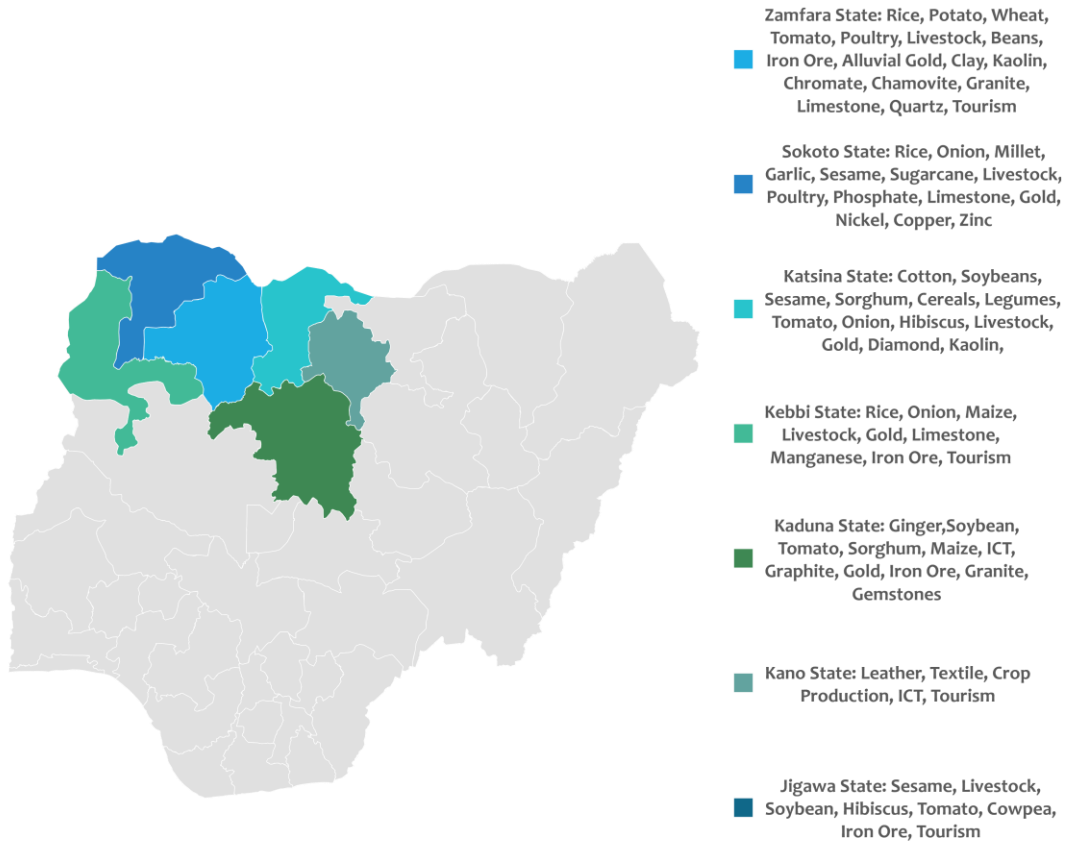 Zamfara State: Rice, Potato, Wheat,
Tomato, Poultry, Livestock, Beans,
Iron Ore, Alluvial Gold, Clay, Kaolin,
Chromate, Chamovite, Granite,
Limestone, Quartz, Tourism
Sokoto State: Rice, Onion, Millet,
Garlic, Sesame, Sugarcane, Livestock,
Poultry, Phosphate, Limestone, Gold,
Nickel, Copper, Zinc
Katsina State: Cotton, Soybeans,
Sesame, Sorghum, Cereals, Legumes,
Tomato, Onion, Hibiscus, Livestock,
Gold, Diamond, Kaolin,
Kebbi State: Rice, Onion, Maize,
Livestock, Gold, Limestone,
Manganese, Iron Ore, Tourism
Kaduna State: Ginger,Soybean,
Tomato, Sorghum, Maize, ICT,
Graphite, Gold, Iron Ore, Granite,
Gemstones
Kano State: Leather, Textile, Crop
Production, ICT, Tourism
Jigawa State: Sesame, Livestock,
Soybean, Hibiscus, Tomato, Cowpea,
Iron Ore, Tourism